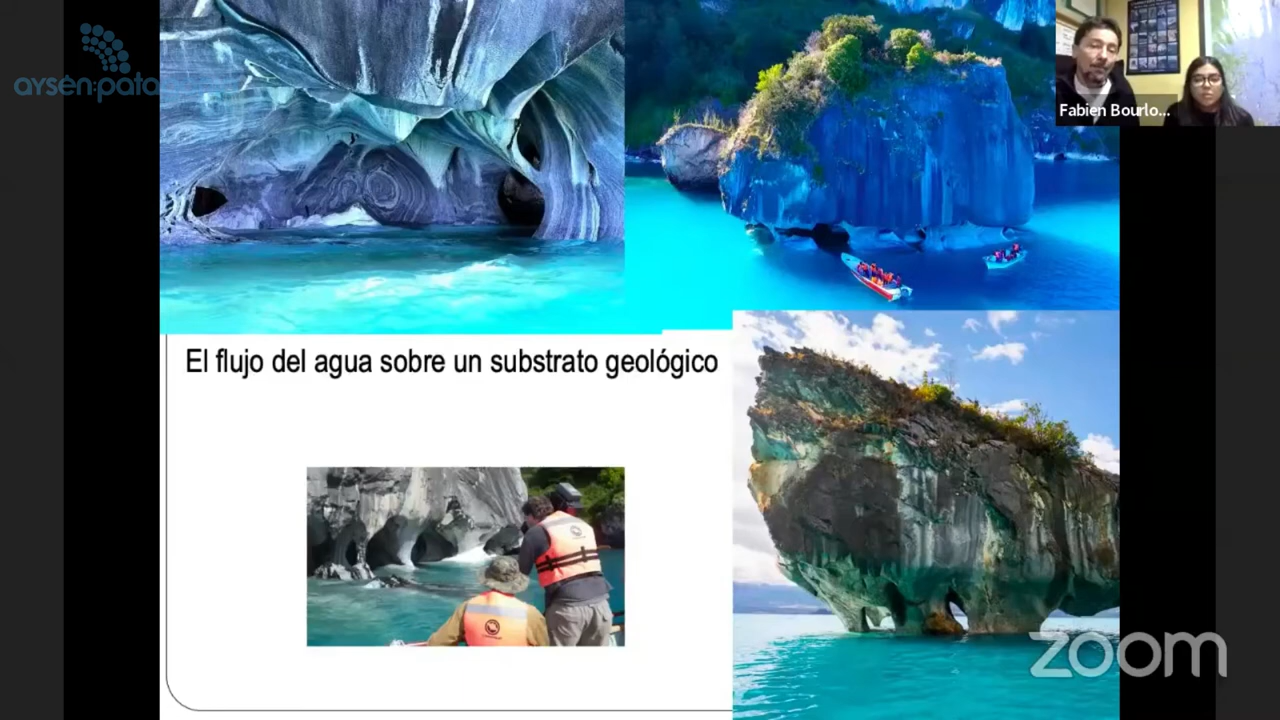 aysén:pata
Fabien Bourlo...
El flujo del agua sobre un substrato geológico
zoom